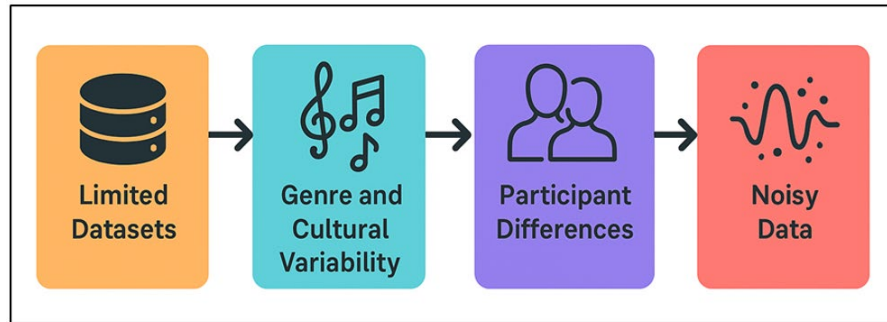 Limited
Datasets
Genre and
Cultural
Variability
Participant
Differences
Noisy
Data